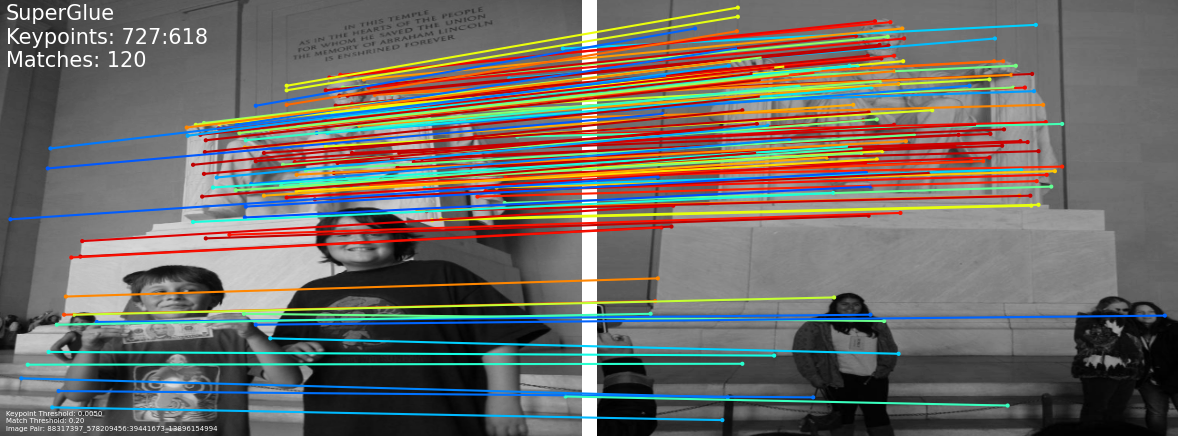 SuperGlue
Keypoints: 727:618
Matches: 120
IN THIS TEMPLE
AS IN THE HEARTS OF THE PEOPLE
FOR WHOM HE SAVED THE UNION
THE MEMORY OF ABRAHAM LINCOLN
IS ENSHRINED FOREVER
Keypoint Threshold: 0.0050
Match Threshold: 0.20
Image Pair: 88317397_578209456:39441673_13896154994